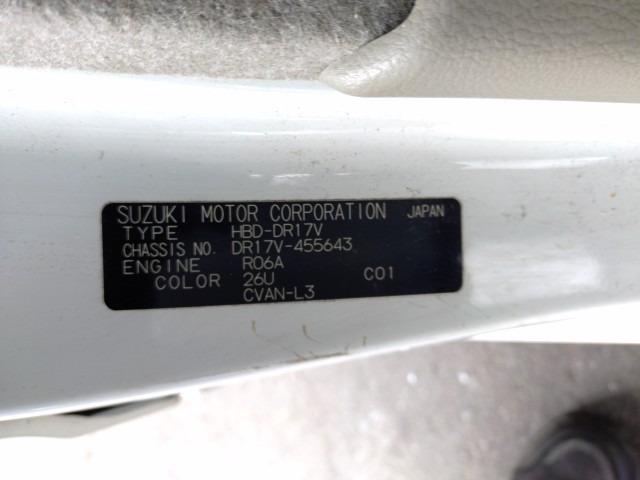 SUZUKI MOTOR CORPORATION JAPAN
TYPE HBD-DR17V
CHASSIS NO. DR17V-455643
ENGINE R06A
COLOR 26U C01
CVAN-L3